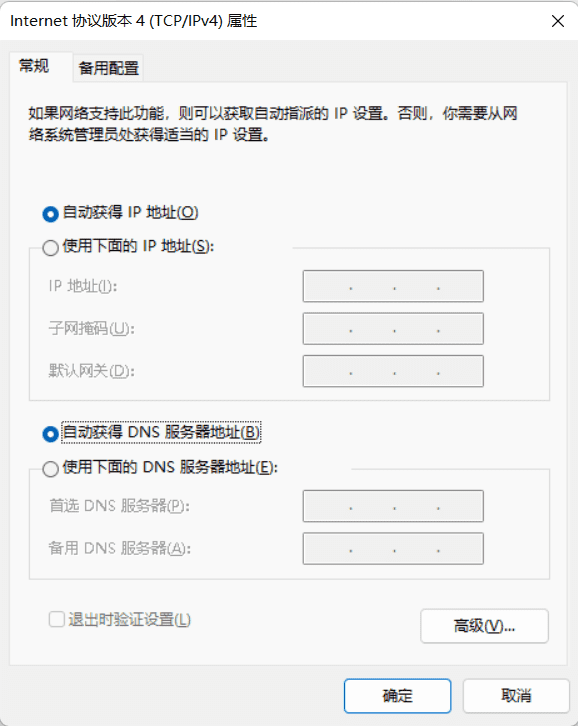 Internet 协议版本 4 (TCP/IPv4) 属性
常规
备用配置
如果网络支持此功能，则可以获取自动指派的 IP 设置。否则，你需要从网
络系统管理员处获得适当的 IP 设置。
自动获得 IP 地址(O)
使用下面的 IP 地址(S):
IP 地址(I):
子网掩码(U):
默认网关(D):
自动获得 DNS 服务器地址(B)
使用下面的 DNS 服务器地址(E):
首选 DNS 服务器(P):
备用 DNS 服务器(A):
退出时验证设置(L)
高级(V)...
确定
取消